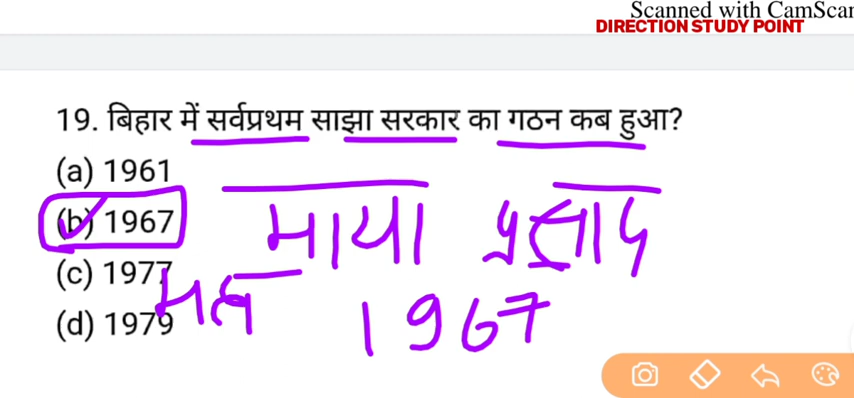 Scanned with CamScar
DIRECTION STUDY POINT
19. बिहार में सर्वप्रथम साझा सरकार का गठन कब हुआ?
(a) 1961
(b) 1967
माया प्रसाद
(c) 1977
(d) 1979
1967